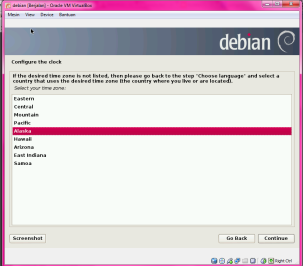 debian [Berjalan] - Oracle VM VirtualBox
Mesin View Device Bantuan
debian
Configure the clock
If the desired time zone is not listed, then please go back to the step "Choose language" and select a
country that uses the desired time zone (the country where you live or are located).
Select your time zone:
Eastern
Central
Mountain
Pacific
Alaska
Hawaii
Arizona
East Indiana
Samoa
Screenshot
Go Back
Continue
Right Ctrl